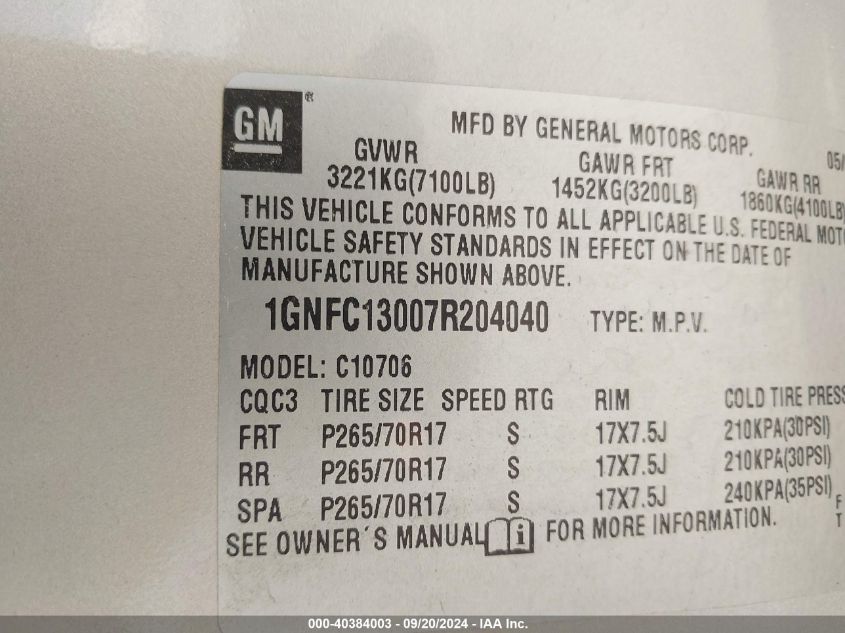 GM ®
MFD BY GENERAL MOTORS CORP.
05/
GVWR GAWR FRT GAWR RR
3221KG(7100LB) 1452KG(3200LB) 1860KG(4100LB)
THIS VEHICLE CONFORMS TO ALL APPLICABLE U.S. FEDERAL MOT
VEHICLE SAFETY STANDARDS IN EFFECT ON THE DATE OF
MANUFACTURE SHOWN ABOVE.
1GNFC13007R204040 TYPE: M.P.V.
MODEL: C10706
CQC3 TIRE SIZE SPEED RTG RIM COLD TIRE PRESS
FRT P265/70R17 S 17X7.5J 210KPA(30PSI)
RR P265/70R17 S 17X7.5J 210KPA(30PSI)
SPA P265/70R17 S 17X7.5J 240KPA(35PSI)
F
T
SEE OWNER´S MANUAL i FOR MORE INFORMATION.
000-40384003 - 09/20/2024 - IAA Inc.